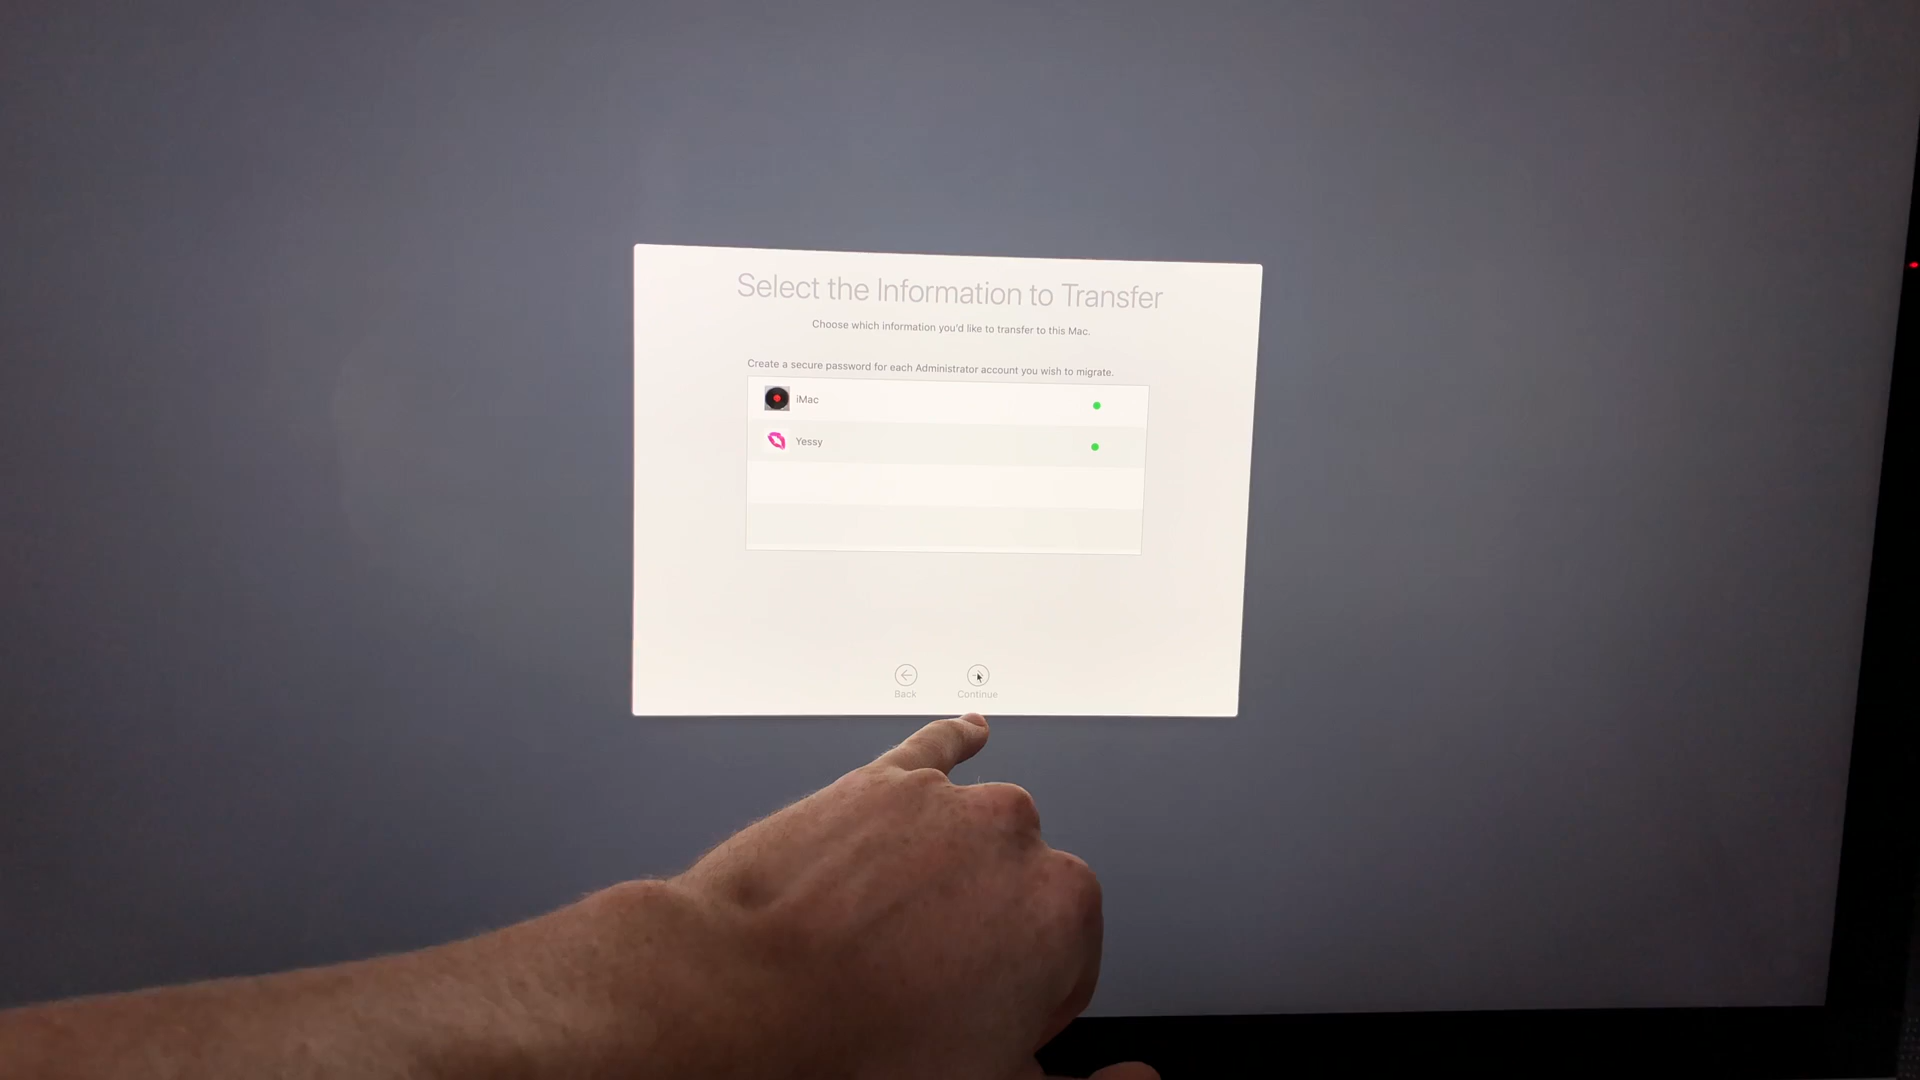 Select the Information to Transfer
Choose which information you'd like to transfer to this Mac.
Create a secure password for each Administrator account you wish to migrate.
iMac
Yessy
Back
Continue